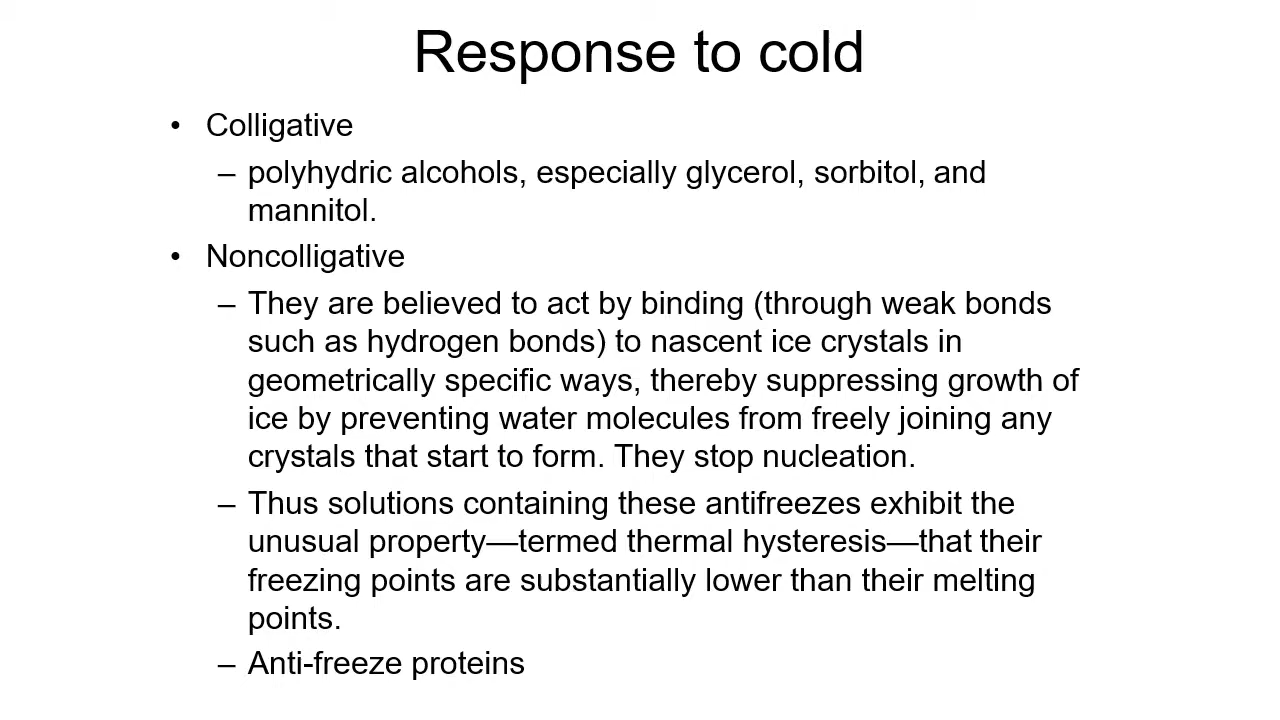 Response to cold
• Colligative
– polyhydric alcohols, especially glycerol, sorbitol, and
mannitol.
• Noncolligative
– They are believed to act by binding (through weak bonds
such as hydrogen bonds) to nascent ice crystals in
geometrically specific ways, thereby suppressing growth of
ice by preventing water molecules from freely joining any
crystals that start to form. They stop nucleation.
– Thus solutions containing these antifreezes exhibit the
unusual property—termed thermal hysteresis—that their
freezing points are substantially lower than their melting
points.
– Anti-freeze proteins